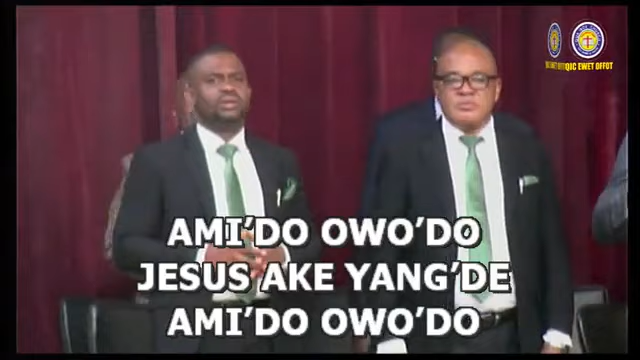 QIC EWET OFFOT
AMI'DO OWO'DO
JESUS AKE YANG'DE
AMI'DO OWO'DO